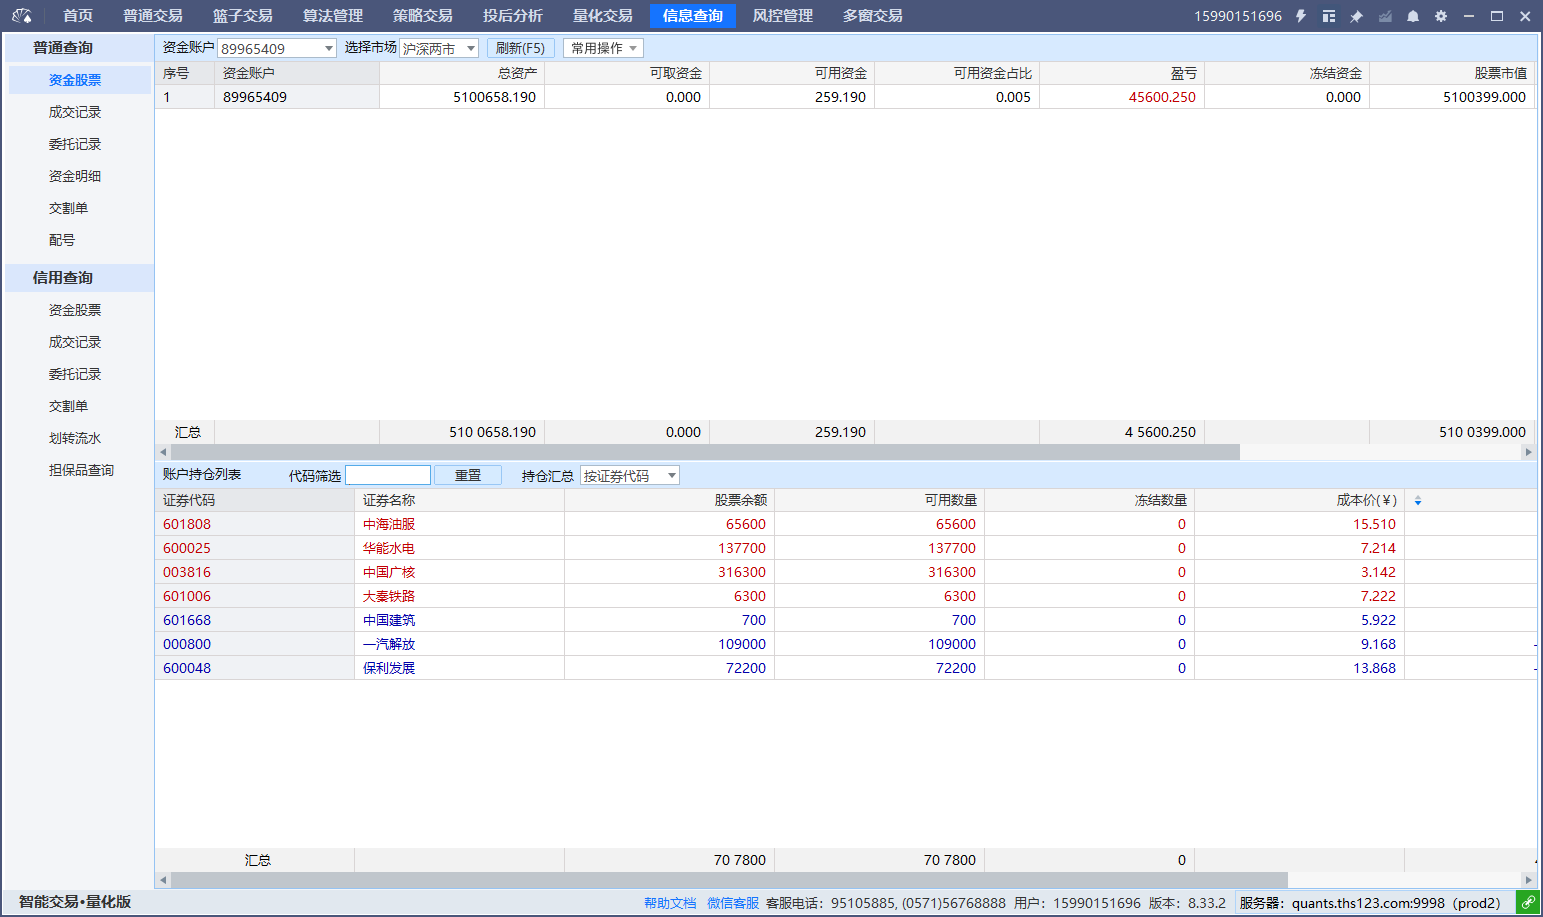 首页 普通交易 篮子交易 算法管理 策略交易 投后分析 量化交易 信息查询 风控管理 多窗交易 15990151696
普通查询
资金股票
成交记录
委托记录
资金明细
交割单
配号
信用查询
资金股票
成交记录
委托记录
交割单
划转流水
担保品查询
资金账户 89965409 选择市场 沪深两市 刷新(F5) 常用操作
序号 资金账户 总资产 可取资金 可用资金 可用资金占比 盈亏 冻结资金 股票市值
1 89965409 5100658.190 0.000 259.190 0.005 45600.250 0.000 5100399.000
汇总 510 0658.190 0.000 259.190 4 5600.250 510 0399.000
账户持仓列表 代码筛选 重置 持仓汇总 按证券代码
证券代码 证券名称 股票余额 可用数量 冻结数量 成本价(¥)
601808 中海油服 65600 65600 0 15.510
600025 华能水电 137700 137700 0 7.214
003816 中国广核 316300 316300 0 3.142
601006 大秦铁路 6300 6300 0 7.222
601668 中国建筑 700 700 0 5.922
000800 一汽解放 109000 109000 0 9.168
600048 保利发展 72200 72200 0 13.868
汇总 70 7800 70 7800 0
智能交易•量化版 帮助文档 微信客服 客服电话：95105885, (0571)56768888 用户：15990151696 版本：8.33.2 服务器：quants.ths123.com:9998（prod2）